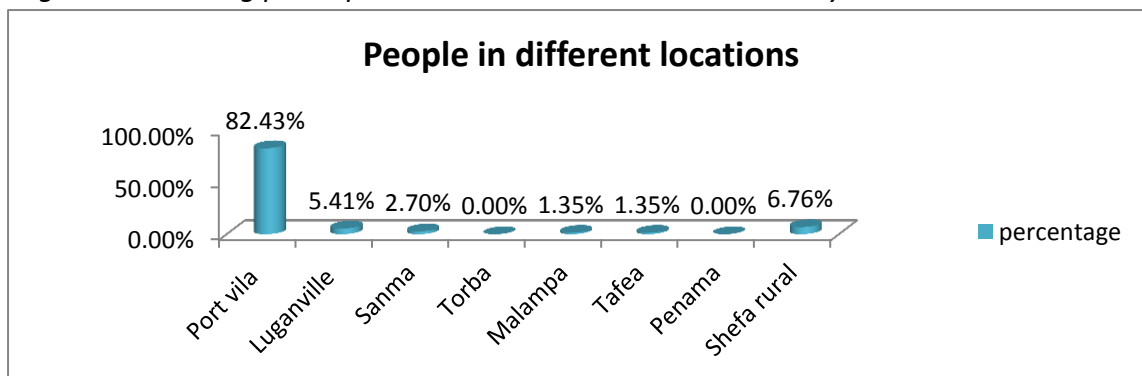 People in different locations
100.00%
50.00%
0.00%
82.43%
5.41%
2.70%
0.00%
1.35%
1.35%
0.00%
6.76%
Port vila
Luganville
Sanma
Torba
Malampa
Tafea
Penama
Shefa rural
percentage